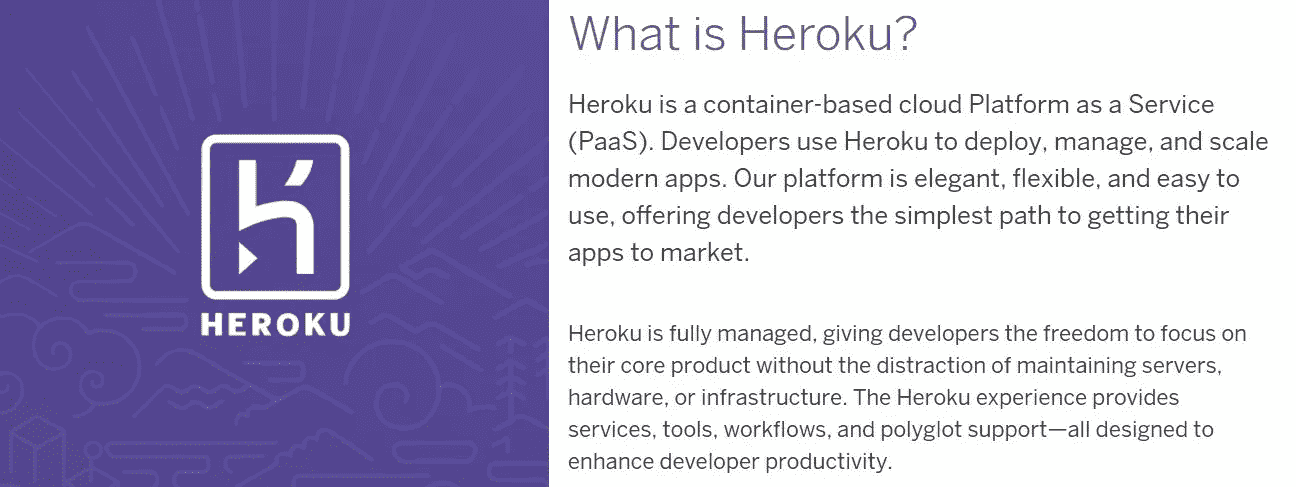 HEROKU
What is Heroku?
Heroku is a container-based cloud Platform as a Service
(PaaS). Developers use Heroku to deploy, manage, and scale
modern apps. Our platform is elegant, flexible, and easy to
use, offering developers the simplest path to getting their
apps to market.
Heroku is fully managed, giving developers the freedom to focus on
their core product without the distraction of maintaining servers,
hardware, or infrastructure. The Heroku experience provides
services, tools, workflows, and polyglot support—all designed to
enhance developer productivity.